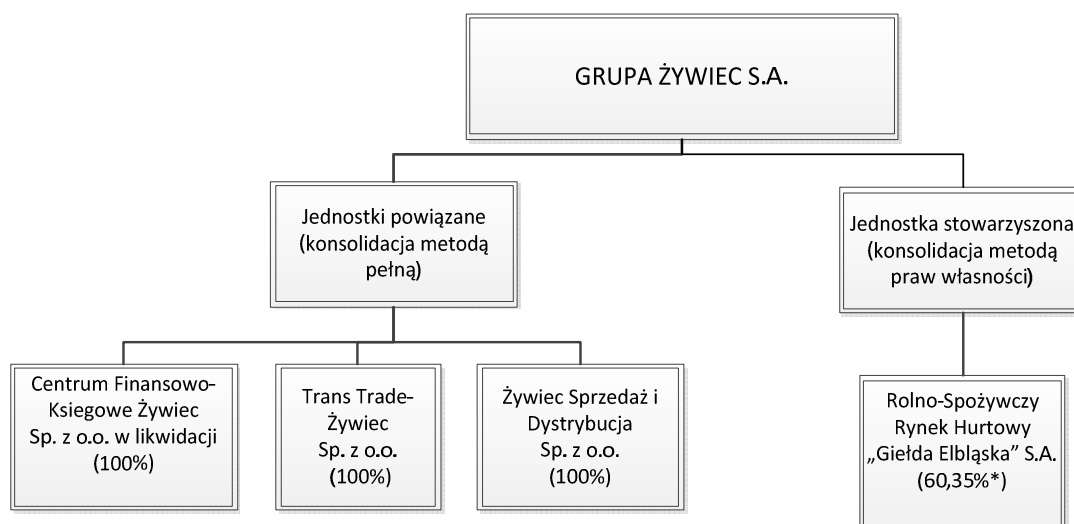 GRUPA ŻYWIEC S.A.
Jednostki powiązane
(konsolidacja metodą
pełną)
Jednostka stowarzyszona
(konsolidacja metodą
praw własności)
Centrum Finansowo-
Ksiegowe Żywiec
Sp. z o.o. w likwidacji
(100%)
Trans Trade-
Żywiec
Sp. z o.o.
(100%)
Żywiec Sprzedaż i
Dystrybucja
Sp. z o.o.
(100%)
Rolno-Spożywczy
Rynek Hurtowy
„Giełda Elbląska” S.A.
(60,35%*)